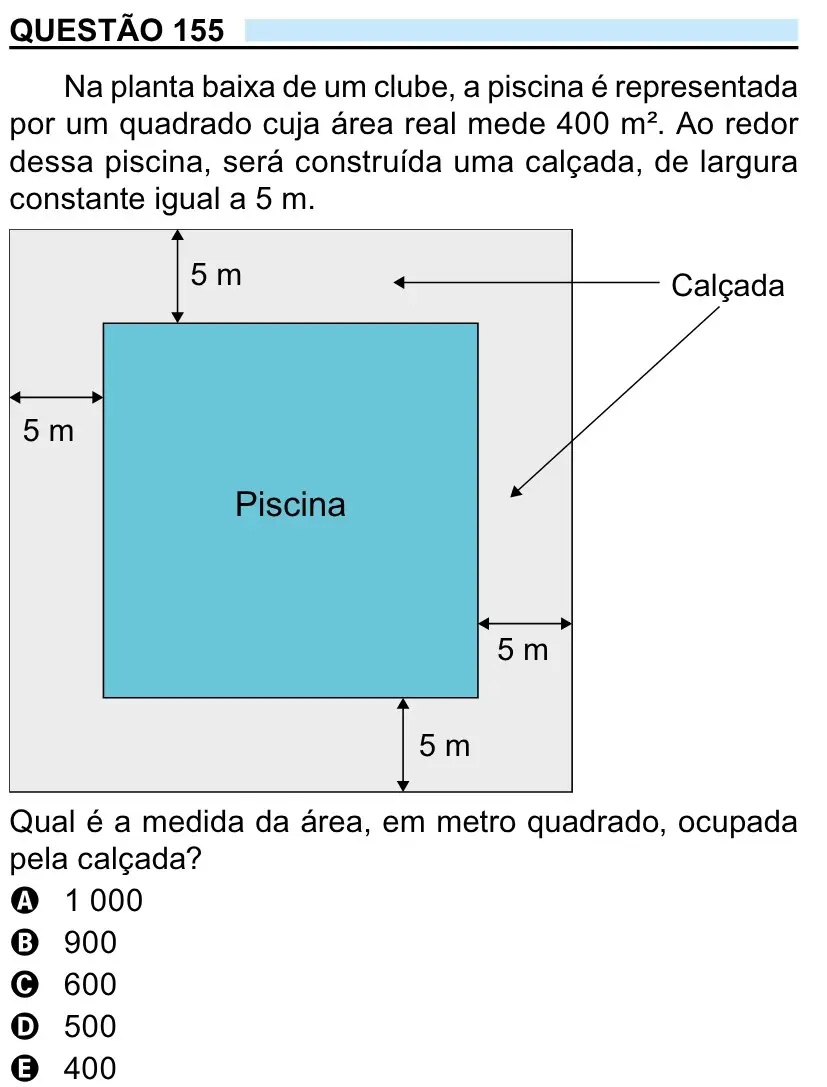 QUESTÃO 155
Na planta baixa de um clube, a piscina é representada
por um quadrado cuja área real mede 400 m². Ao redor
dessa piscina, será construída uma calçada, de largura
constante igual a 5 m.
5 m
Calçada
5 m
Piscina
5 m
5 m
Qual é a medida da área, em metro quadrado, ocupada
pela calçada?
A 1 000
B 900
C 600
D 500
E 400